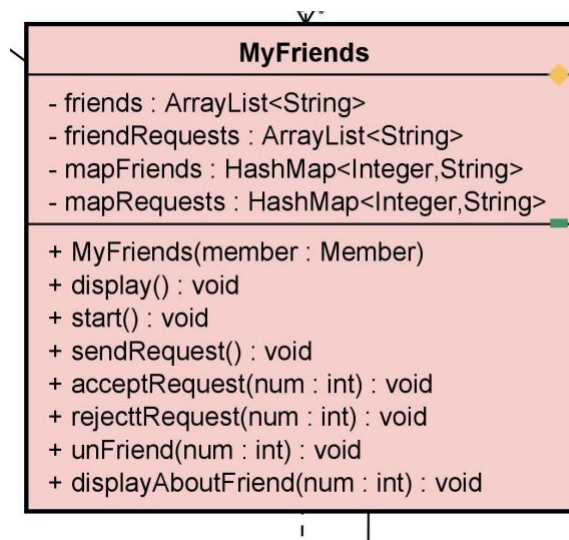 MyFriends
- friends : ArrayList<String>
- friendRequests : ArrayList<String>
- mapFriends : HashMap<Integer,String>
- mapRequests : HashMap<Integer,String>
+ MyFriends(member : Member)
+ display() : void
+ start() : void
+ sendRequest() : void
+ acceptRequest(num : int) : void
+ rejecttRequest(num : int) : void
+ unFriend(num : int) : void
+ displayAboutFriend(num : int) : void